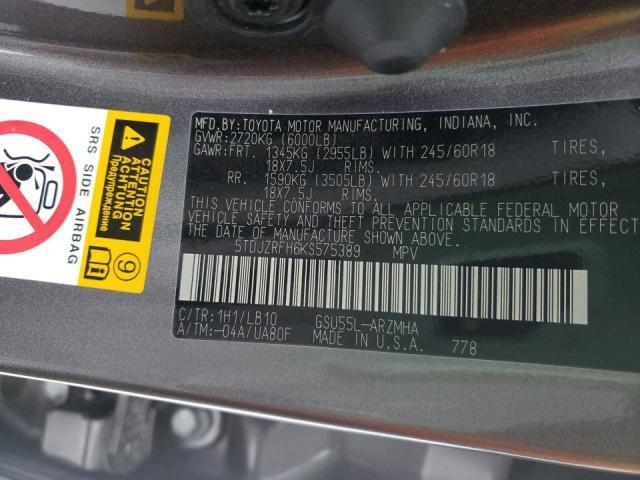 MFD.BY:TOYOTA MOTOR MANUFACTURING, INDIANA, INC.
GVWR:2720KG (6000LB)
GAWR:FRT. 1345KG (2955LB) WITH 245/60R18 TIRES,
18X7.5J RIMS.
RR. 1590KG (3505LB) WITH 245/60R18 TIRES,
18X7.5J RIMS.
THIS VEHICLE CONFORMS TO ALL APPLICABLE FEDERAL MOTOR
VEHICLE SAFETY AND THEFT PREVENTION STANDARDS IN EFFECT
THE DATE OF MANUFACTURE SHOWN ABOVE.
5TDJZRFH6KS575389 MPV
C/TR:1H1/LB10 GSU55L-ARZMHA
A/TM:-04A/UA80F MADE IN U.S.A. 778
SRS SIDE AIRBAG
CAUTION
ATTENTION
ACHTUNG
Предупреждение
9